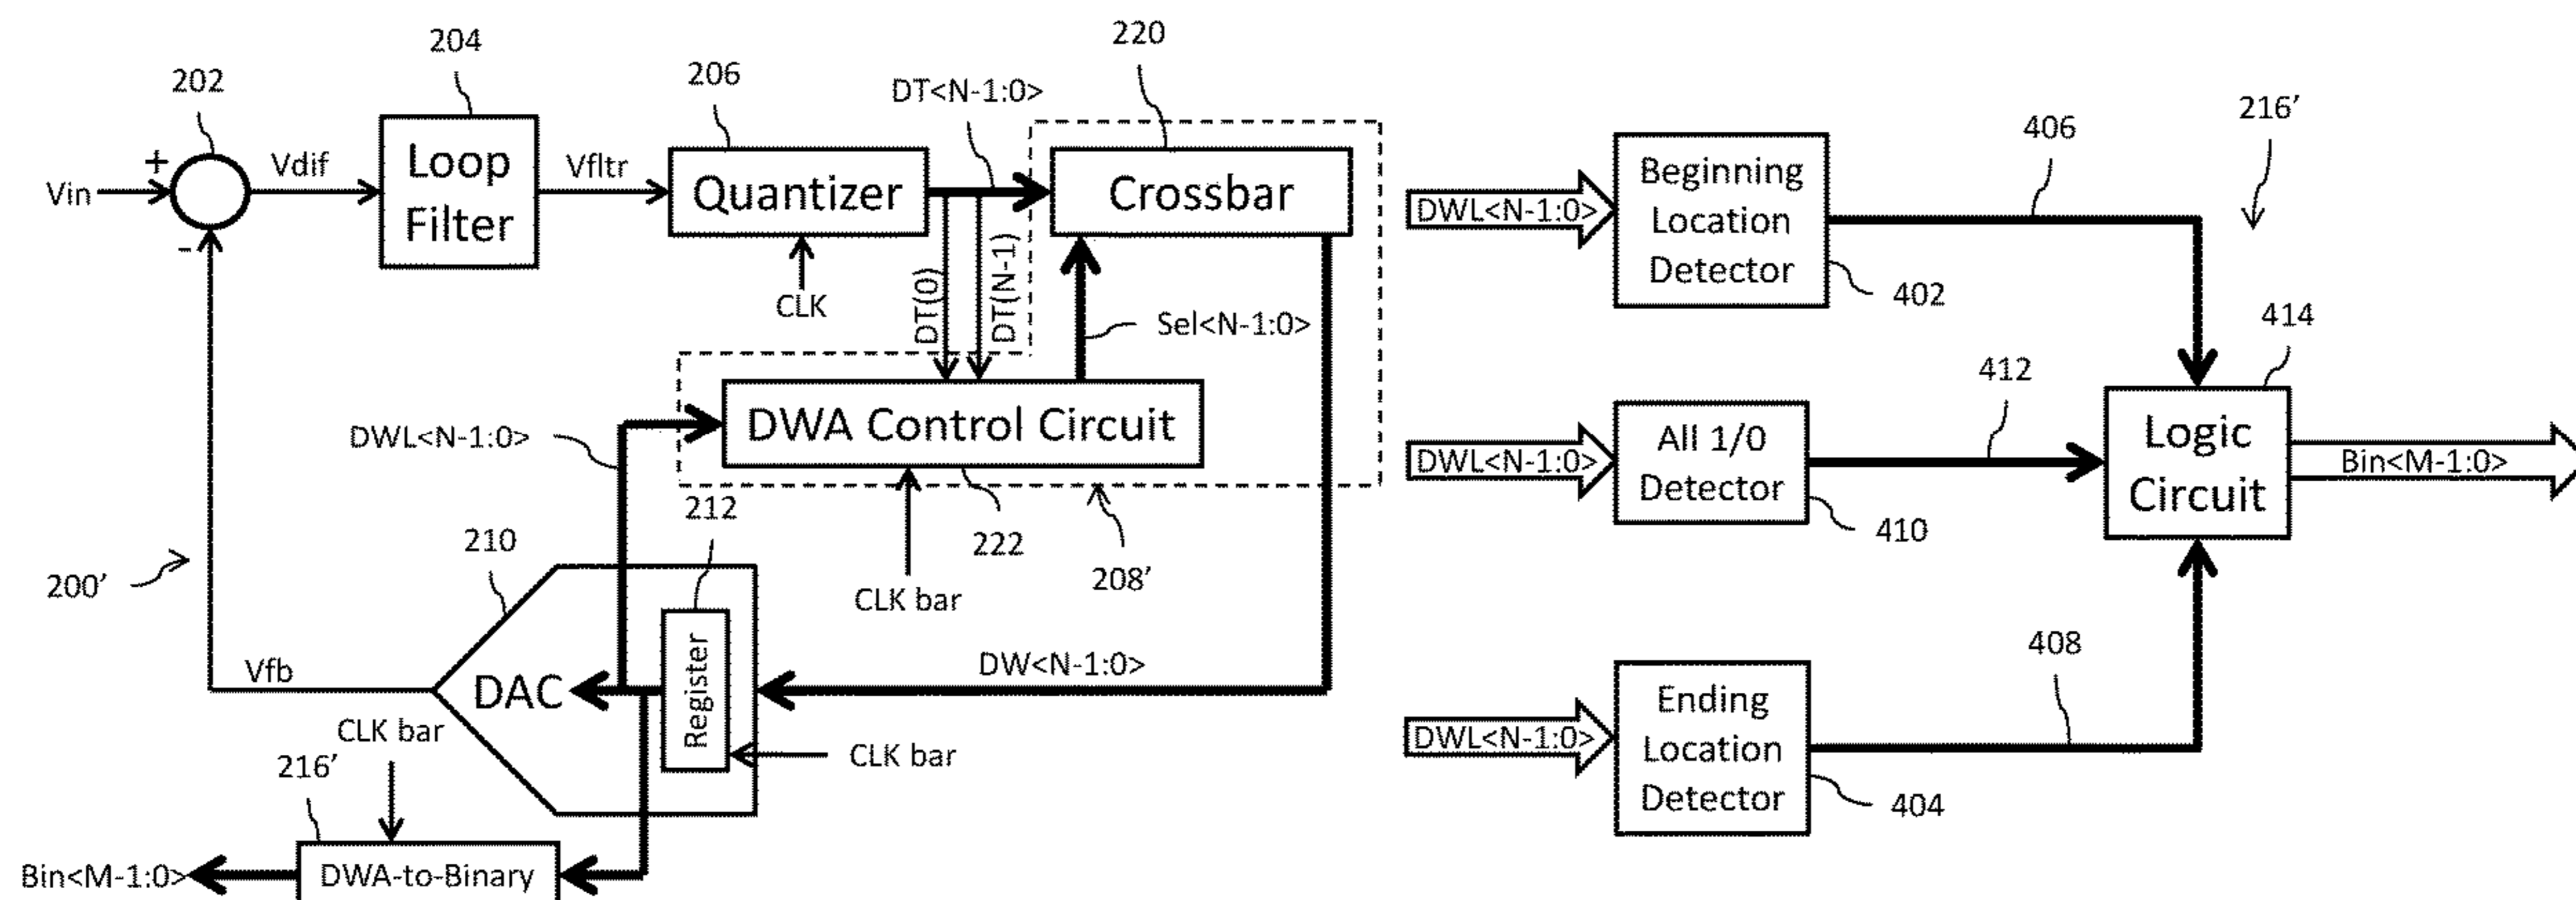 204
220
202
206
DT<N-1:0>
Vin
+
-
Vdif
Loop
Filter
Vfltr
Quantizer
Crossbar
CLK
DT(0)
DT(N-1)
Sel<N-1:0>
DWL<N-1:0>
DWA Control Circuit
CLK bar
222
208'
200'
210
212
Vfb
DAC
Register
DW<N-1:0>
CLK bar
CLK bar
216'
Bin<M-1:0>
DWA-to-Binary
DWL<N-1:0>
Beginning
Location
Detector
402
406
216'
DWL<N-1:0>
All 1/0
Detector
410
412
414
Logic
Circuit
Bin<M-1:0>
DWL<N-1:0>
Ending
Location
Detector
404
408